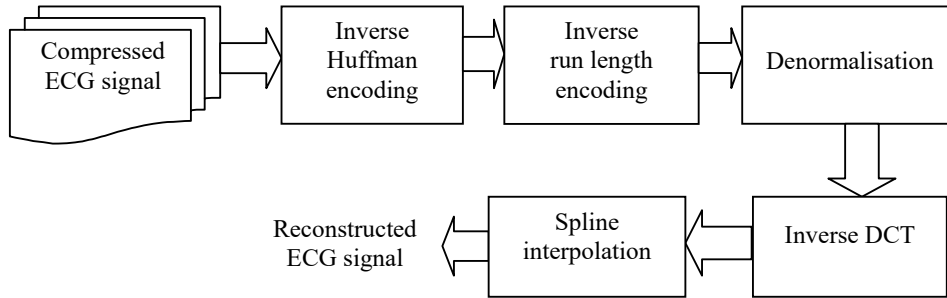 Compressed
ECG signal
Inverse
Huffman
encoding
Inverse
run length
encoding
Denormalisation
Inverse DCT
Spline
interpolation
Reconstructed
ECG signal